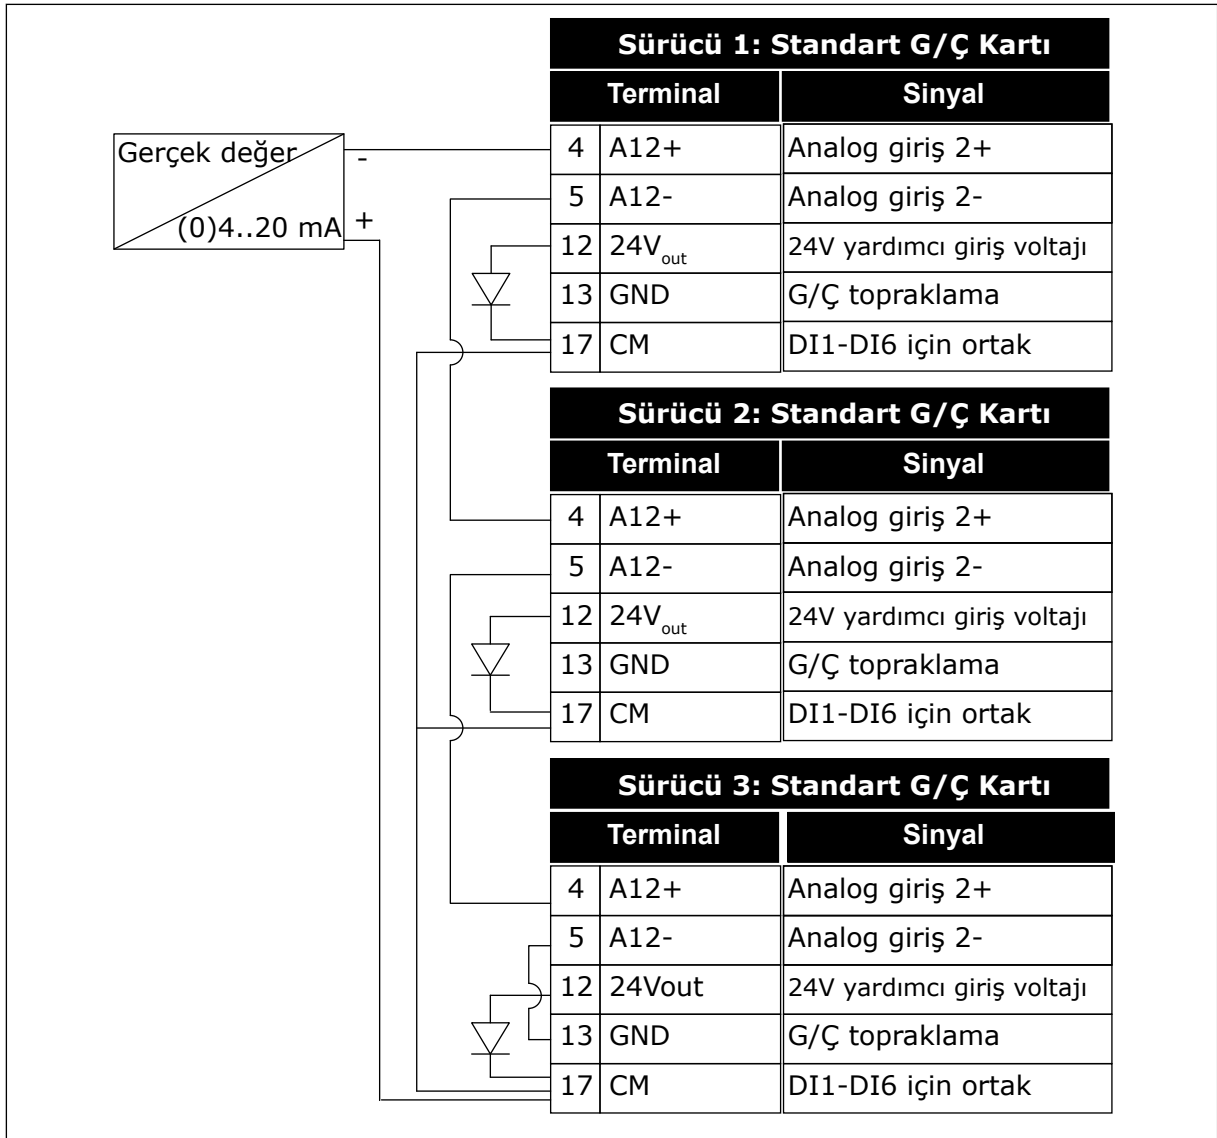 Sürücü 1: Standart G/Ç Kartı
Terminal Sinyal
Gerçek değer -
(0)4..20 mA +
4 A12+ Analog giriş 2+
5 A12- Analog giriş 2-
12 24Vout 24V yardımcı giriş voltajı
13 GND G/Ç topraklama
17 CM DI1-DI6 için ortak
Sürücü 2: Standart G/Ç Kartı
Terminal Sinyal
4 A12+ Analog giriş 2+
5 A12- Analog giriş 2-
12 24Vout 24V yardımcı giriş voltajı
13 GND G/Ç topraklama
17 CM DI1-DI6 için ortak
Sürücü 3: Standart G/Ç Kartı
Terminal Sinyal
4 A12+ Analog giriş 2+
5 A12- Analog giriş 2-
12 24Vout 24V yardımcı giriş voltajı
13 GND G/Ç topraklama
17 CM DI1-DI6 için ortak